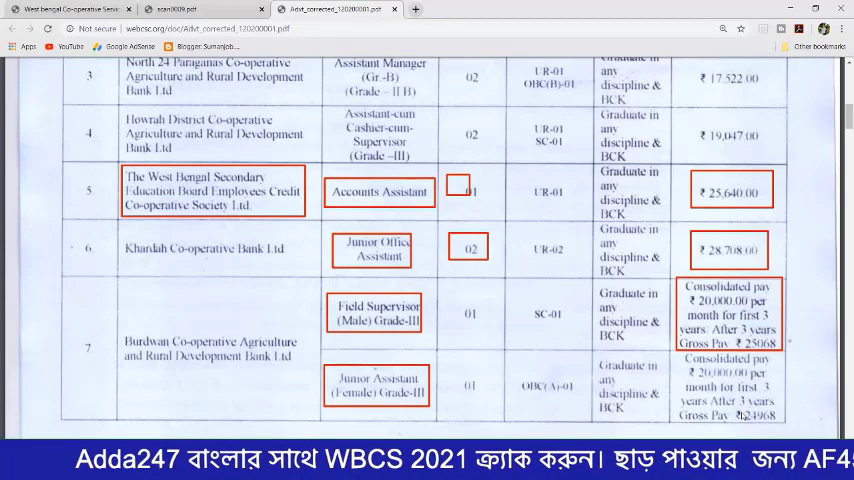 West bengal Co-operative Servic
scan0009.pdf
Advt_corrected_120200001.pdf
Not secure | webcsc.org/doc/Advt_corrected_120200001.pdf
Apps
YouTube
Google AdSense
Blogger: Sumanjo...
Other bookmarks
3
North 24 Paraganas Co-operative
Agriculture and Rural Development
Bank Ltd
Assistant Manager
(Gr.-B)
(Grade – II B)
02
UR-01
OBC(B)-01
Graduate in
any
discipline &
BCK
₹ 17,522.00
4
Howrah District Co-operative
Agriculture and Rural Development
Bank Ltd
Assistant-cum
Cashier-cum-
Supervisor
(Grade –III)
02
UR-01
SC-01
Graduate in
any
discipline &
BCK
₹ 19,047.00
5.
The West Bengal Secondary
Education Board Employees Credit
Co-operative Society Ltd.
Accounts Assistant
01
UR-01
Graduate in
any
discipline &
BCK
₹ 25,640.00
6.
Khardah Co-operative Bank Ltd.
Junior Office
Assistant
02
UR-02
Graduate in
any
discipline &
BCK
₹ 28,708.00
7
Burdwan Co-operative Agriculture
and Rural Development Bank Ltd
Field Supervisor
(Male) Grade-III
01
SC-01
Graduate in
any
discipline &
BCK
Consolidated pay
₹ 20,000.00 per
month for first 3
years. After 3 years
Gross Pay ₹ 25068
Junior Assistant
(Female) Grade-III
01
OBC(A)-01
Graduate in
any
discipline &
BCK
Consolidated pay
₹ 20,000.00 per
month for first 3
years After 3 years
Gross Pay ₹ 24968
Adda247 বাংলার সাথে WBCS 2021 ক্র্যাক করুন। ছাড় পাওয়ার জন্য AF45